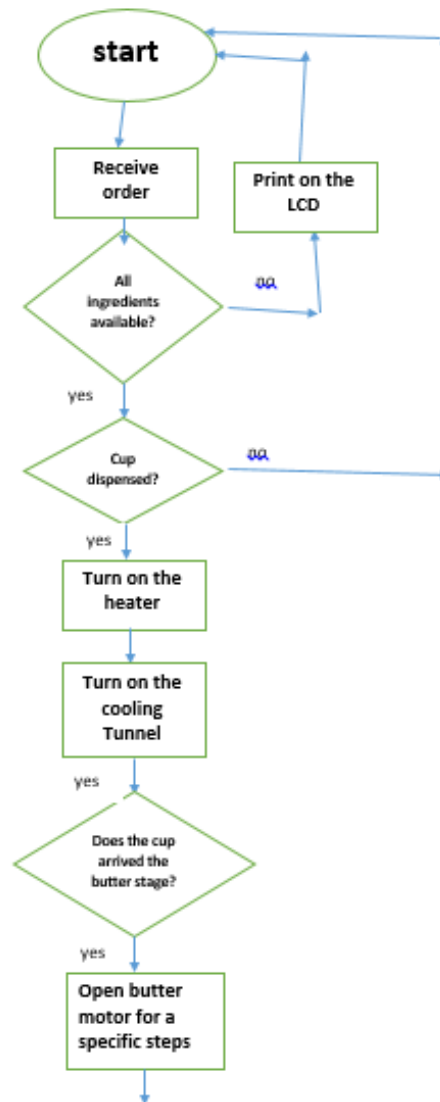 start
Receive
order
Print on the
LCD
All
ingredients
available?
yes
Cup
dispensed?
yes
Turn on the
heater
Turn on the
cooling
Tunnel
yes
Does the cup
arrived the
butter stage?
yes
Open butter
motor for a
specific steps